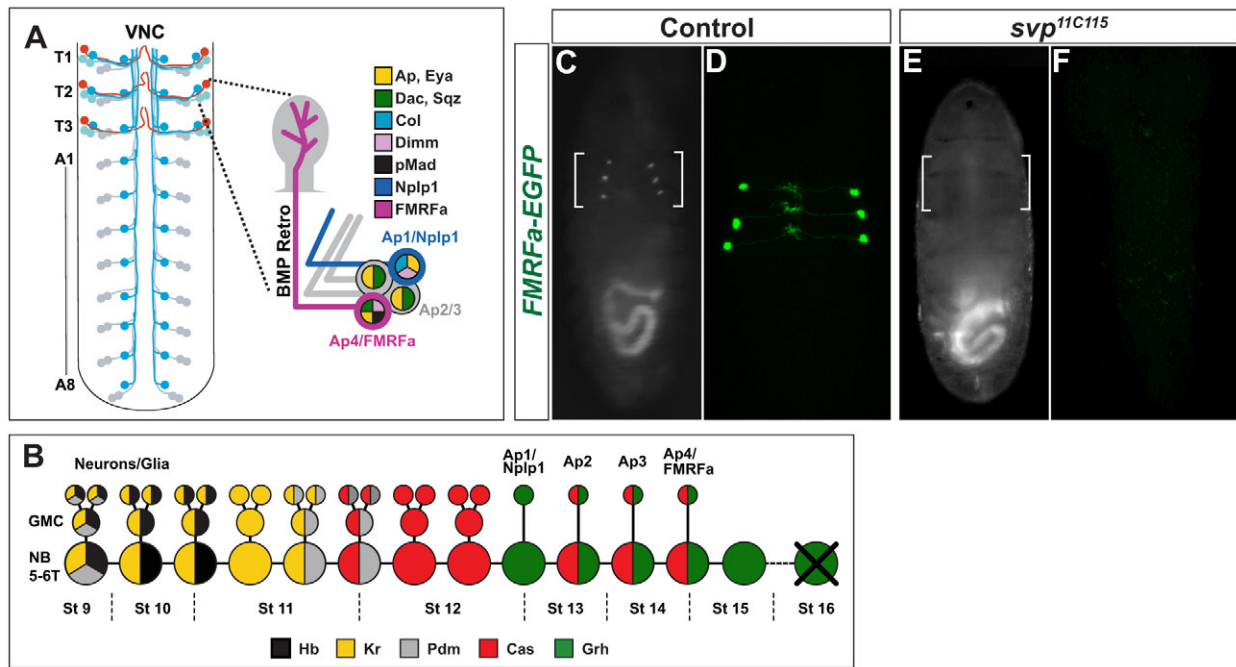 A
VNC
T1
T2
T3
A1
A8
Ap, Eya
Dac, Sqz
Col
Dimm
pMad
Nplp1
FMRFa
BMP Retro
Ap1/Nplp1
Ap2/3
Ap4/FMRFa
Control
svp11C115
FMRFa-EGFP
C
D
E
F
B
Neurons/Glia
GMC
NB
5-6T
Ap1/
Nplp1
Ap2
Ap3
Ap4/
FMRFa
St 9
St 10
St 11
St 12
St 13
St 14
St 15
St 16
Hb
Kr
Pdm
Cas
Grh